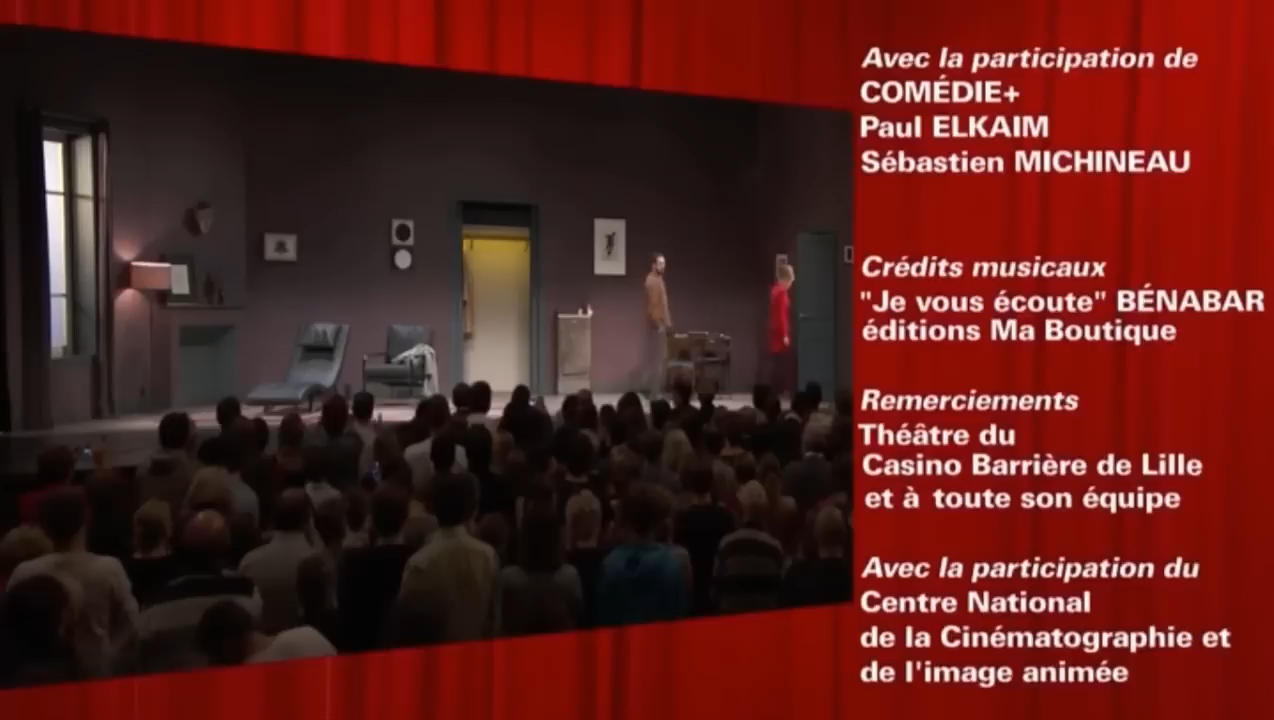 Avec la participation de
COMÉDIE+
Paul ELKAIM
Sébastien MICHINEAU
Crédits musicaux
"Je vous écoute" BÉNABAR
éditions Ma Boutique
Remerciements
Théâtre du
Casino Barrière de Lille
et à toute son équipe
Avec la participation du
Centre National
de la Cinématographie et
de l'image animée